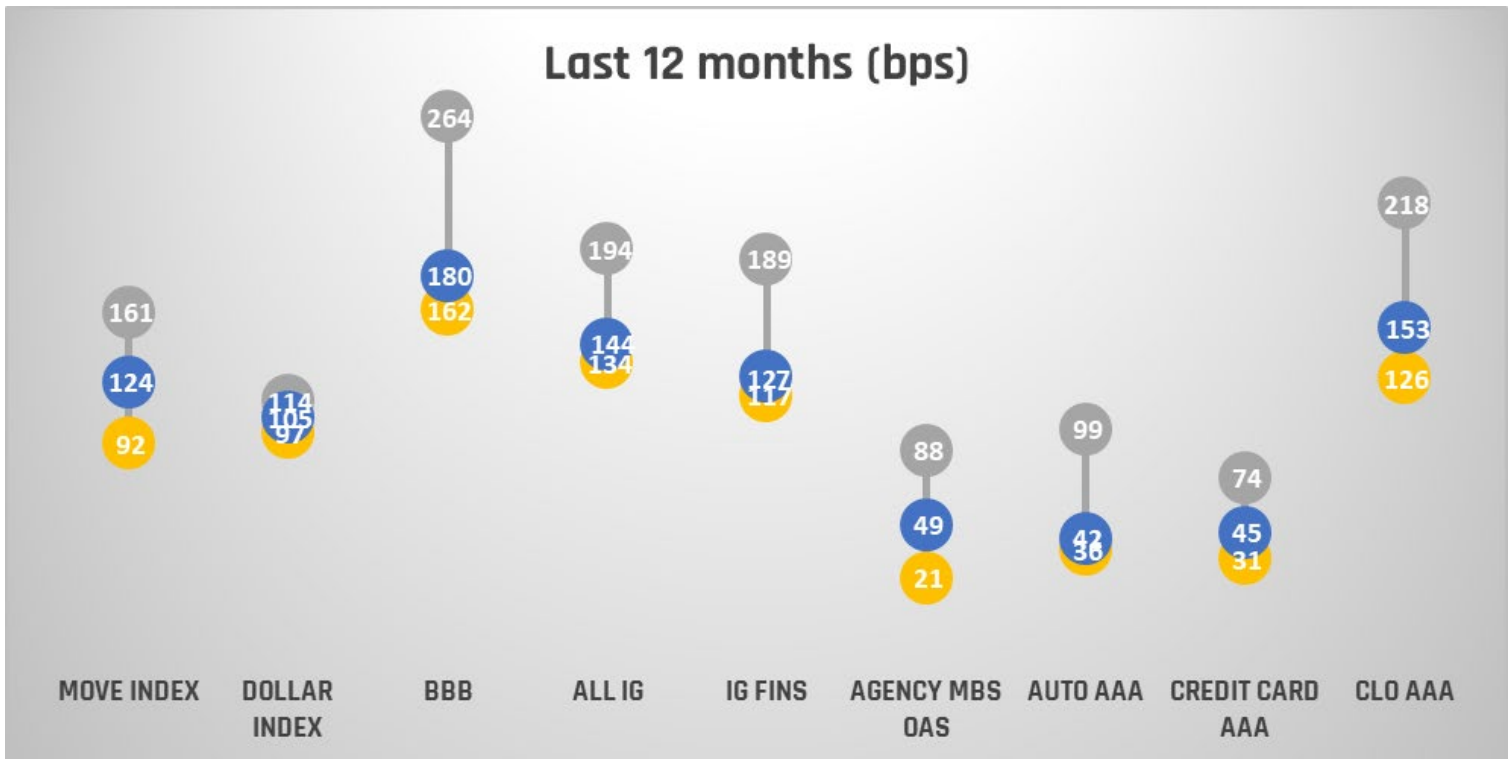 Last 12 months (bps)
264
218
194
189
161
180
153
144
134
127
117
124
126
162
114
105
97
92
99
88
74
49
42
36
45
31
21
MOVE INDEX
DOLLAR
INDEX
BBB
ALL IG
IG FINS
AGENCY MBS
OAS
AUTO AAA
CREDIT CARD
AAA
CLO AAA